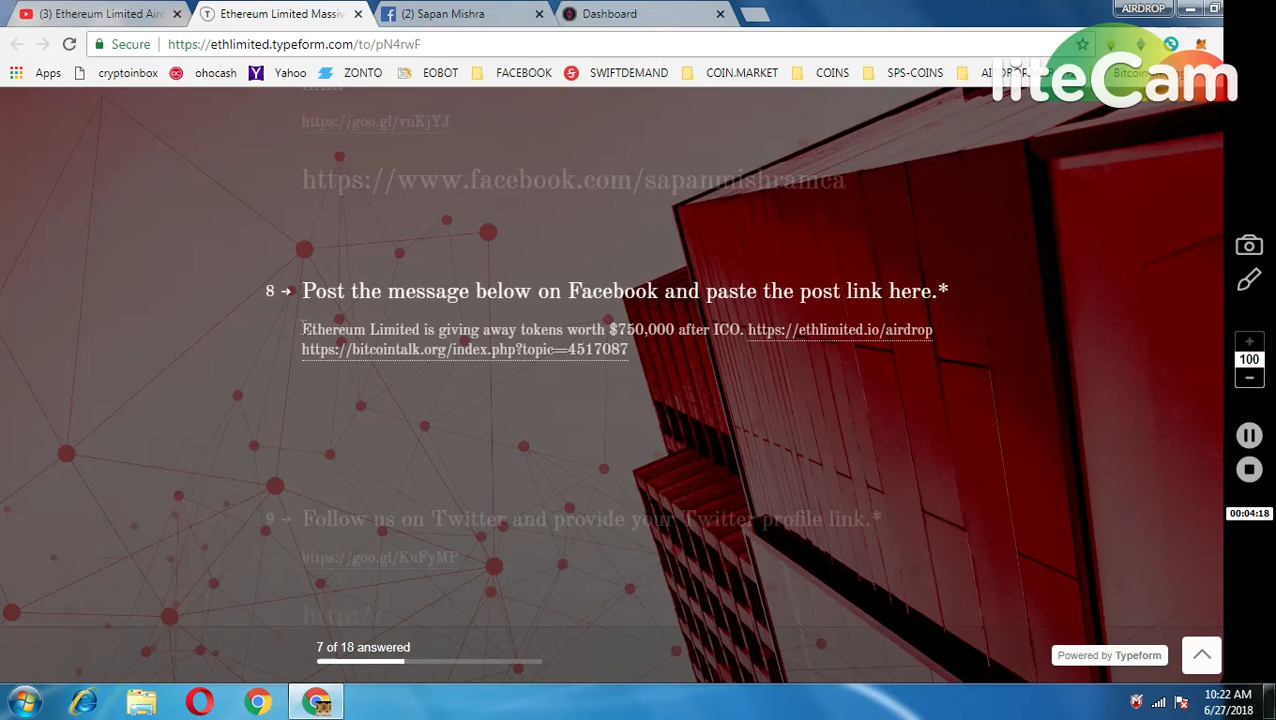 (3) Ethereum Limited Aird
Ethereum Limited Massiv
(2) Sapan Mishra
Dashboard
AIRDROP
Secure
https://ethlimited.typeform.com/to/pN4rwF
Apps
cryptoinbox
ohocash
Yahoo
EOBOT
FACEBOOK
SWIFTDEMAND
COIN.MARKET
COINS
SPS-COINS
liteCam
https://goo.gl/vnKjYJ
https://www.facebook.com/sapanmishramca
8 → Post the message below on Facebook and paste the post link here.*
Ethereum Limited is giving away tokens worth $750,000 after ICO. https://ethlimited.io/airdrop
https://bitcointalk.org/index.php?topic=4517087
9 → Follow us on Twitter and provide your Twitter profile link.*
https://goo.gl/KuFyMP
http://
7 of 18 answered
Powered by Typeform
100
00:04:18
10:22 AM
6/27/2018